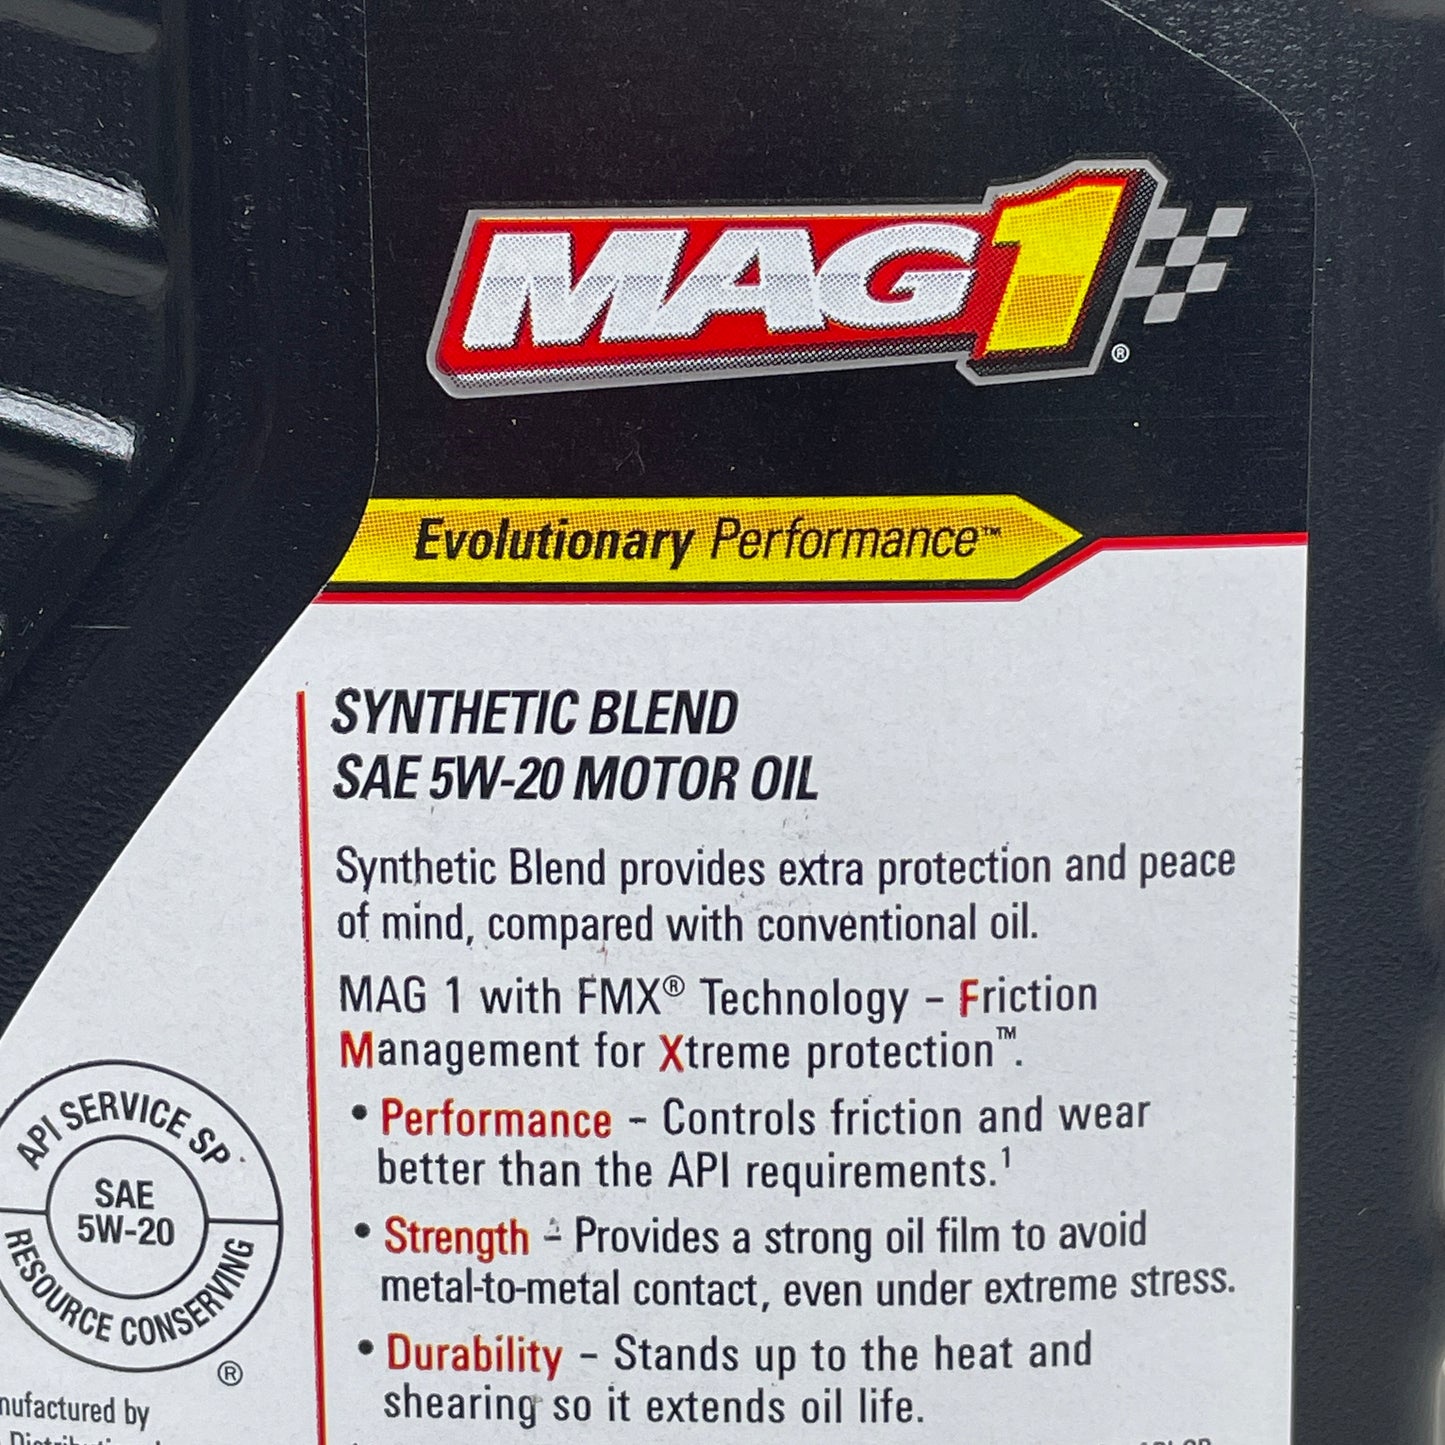 MAG1®
Evolutionary Performance™
SYNTHETIC BLEND
SAE 5W-20 MOTOR OIL
Synthetic Blend provides extra protection and peace
of mind, compared with conventional oil.
MAG 1 with FMX® Technology – Friction
Management for Xtreme protection™.
• Performance – Controls friction and wear
better than the API requirements.¹
• Strength – Provides a strong oil film to avoid
metal-to-metal contact, even under extreme stress.
• Durability – Stands up to the heat and
shearing so it extends oil life.
API SERVICE SP
SAE
5W-20
RESOURCE CONSERVING
®
nufactured by